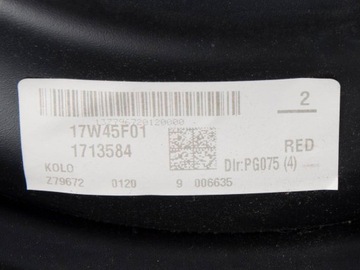 2
17W45F01
1713584
RED
KOLO
Dlr:PG075 (4)
Z79672 0120 9 006635